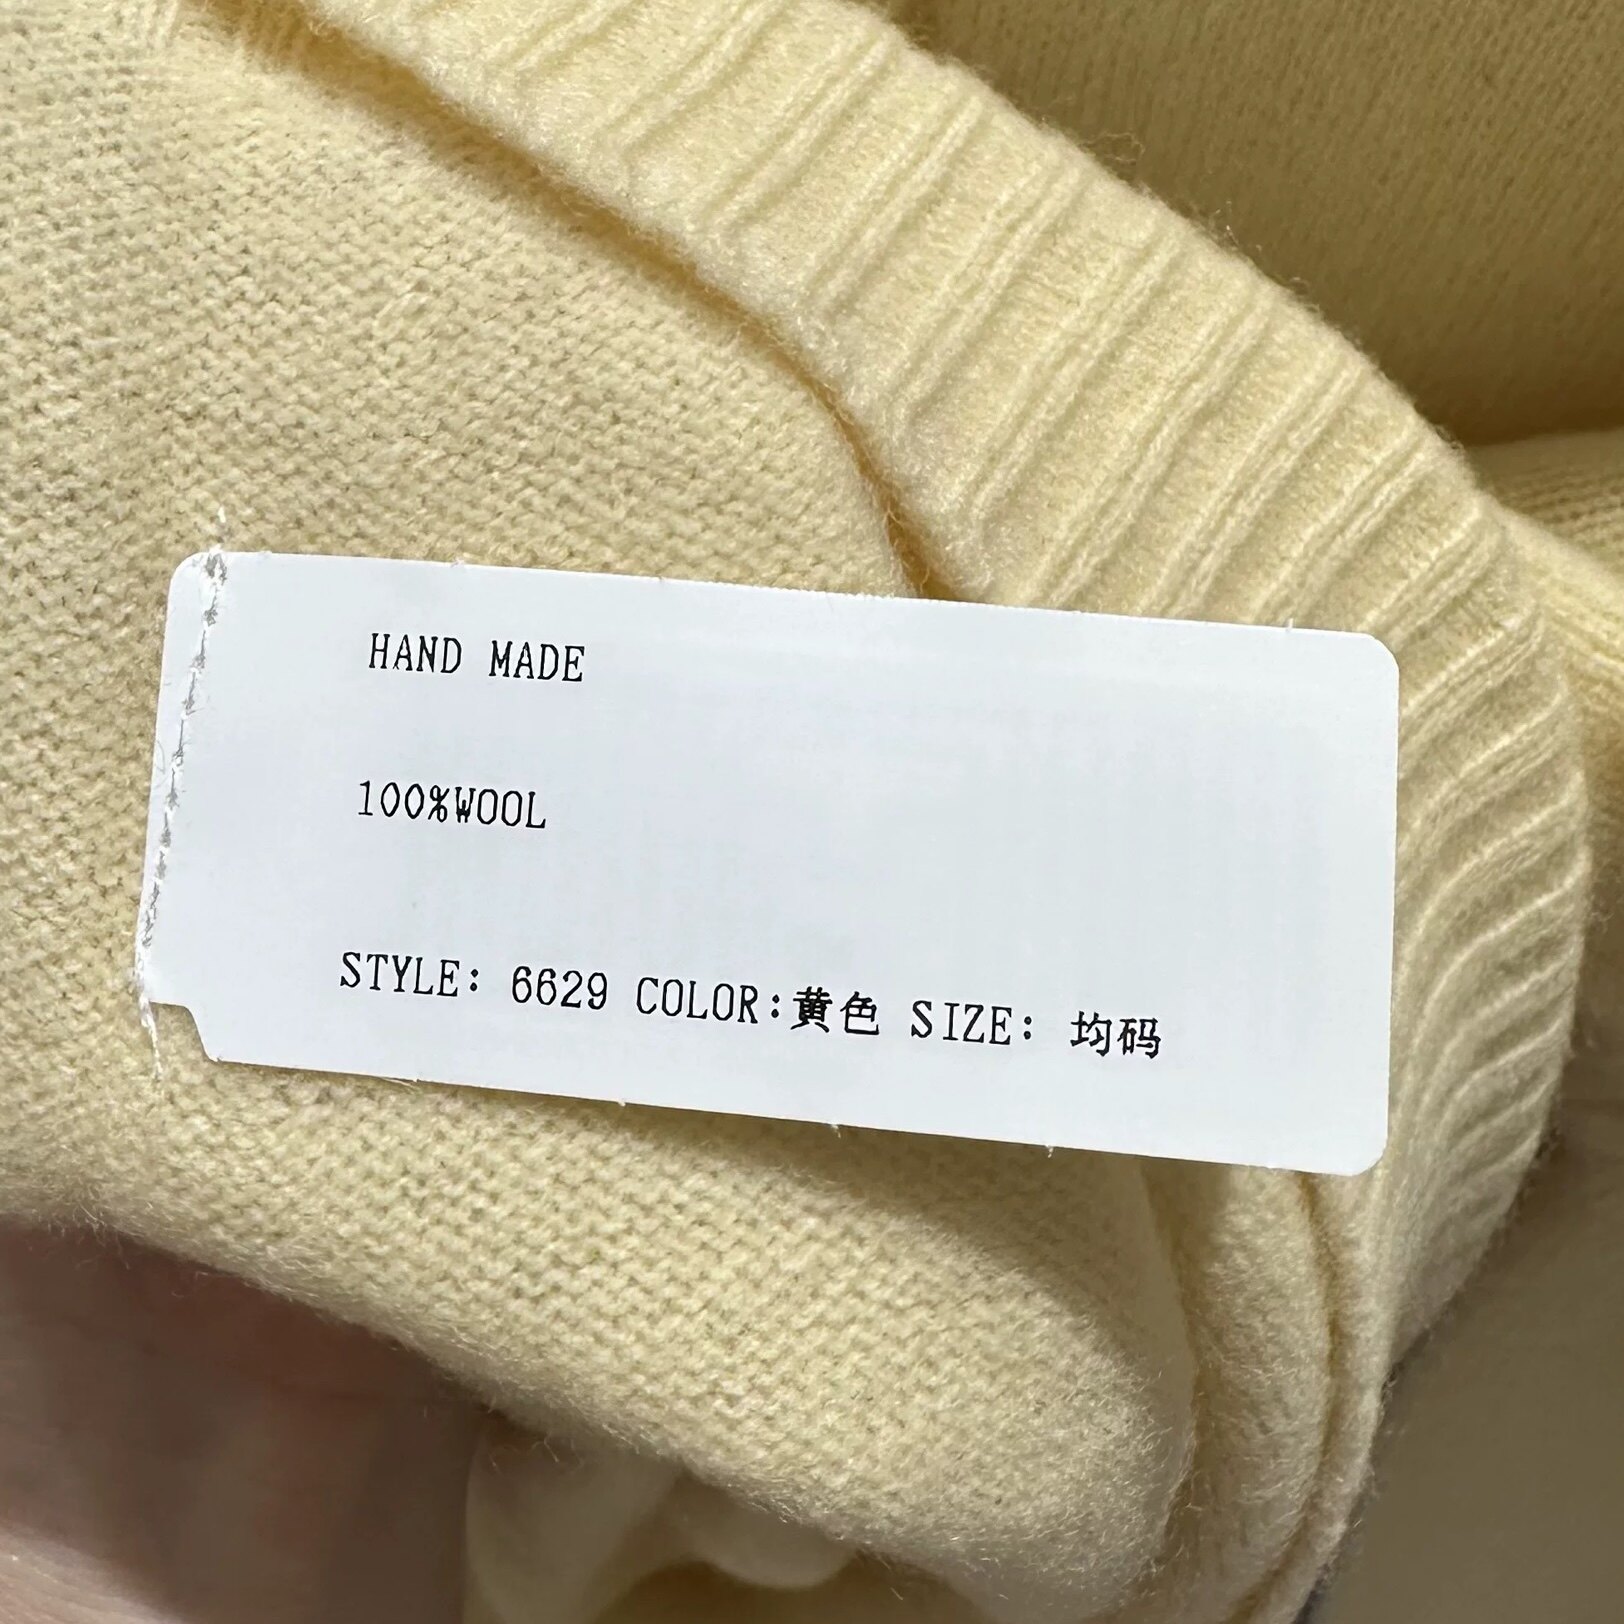 HAND MADE
100%WOOL
STYLE: 6629 COLOR:黄色 SIZE: 均码